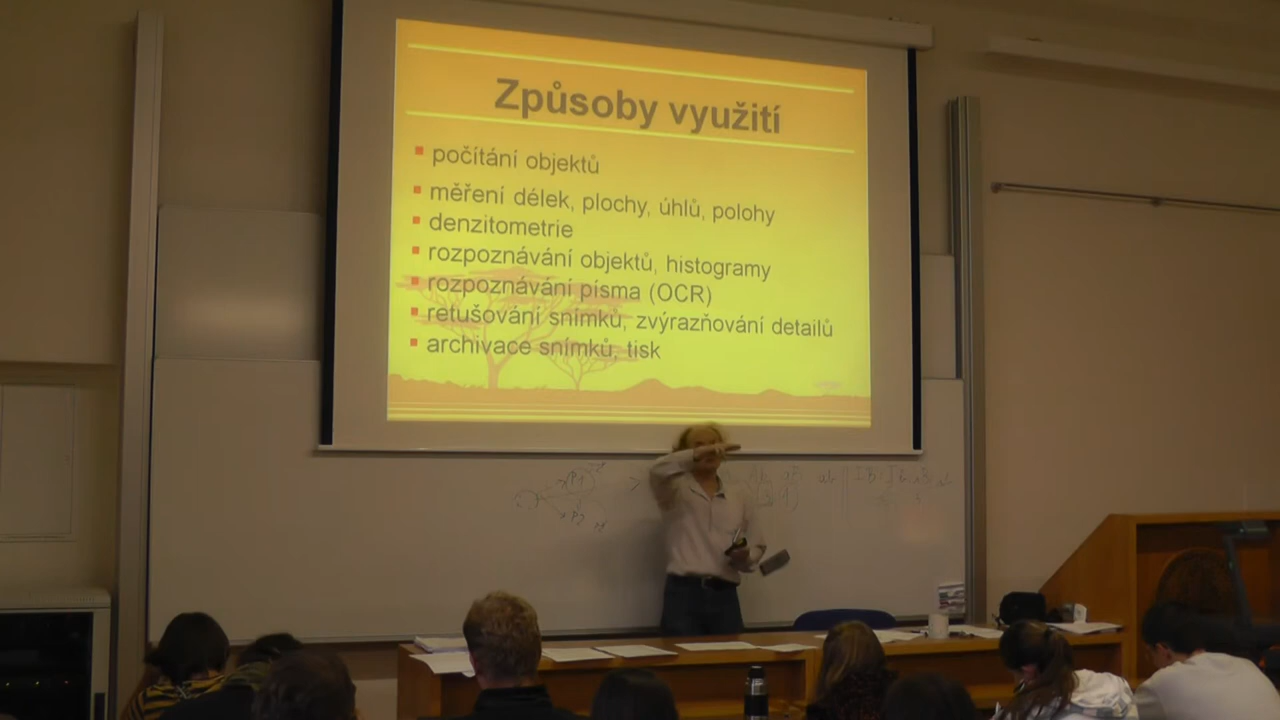 Způsoby využití
počítání objektů
měření délek, plochy, úhlů, polohy
denzitometrie
rozpoznávání objektů, histogramy
rozpoznávání písma (OCR)
retušování snímků, zvýrazňování detailů
archivace snímků, tisk